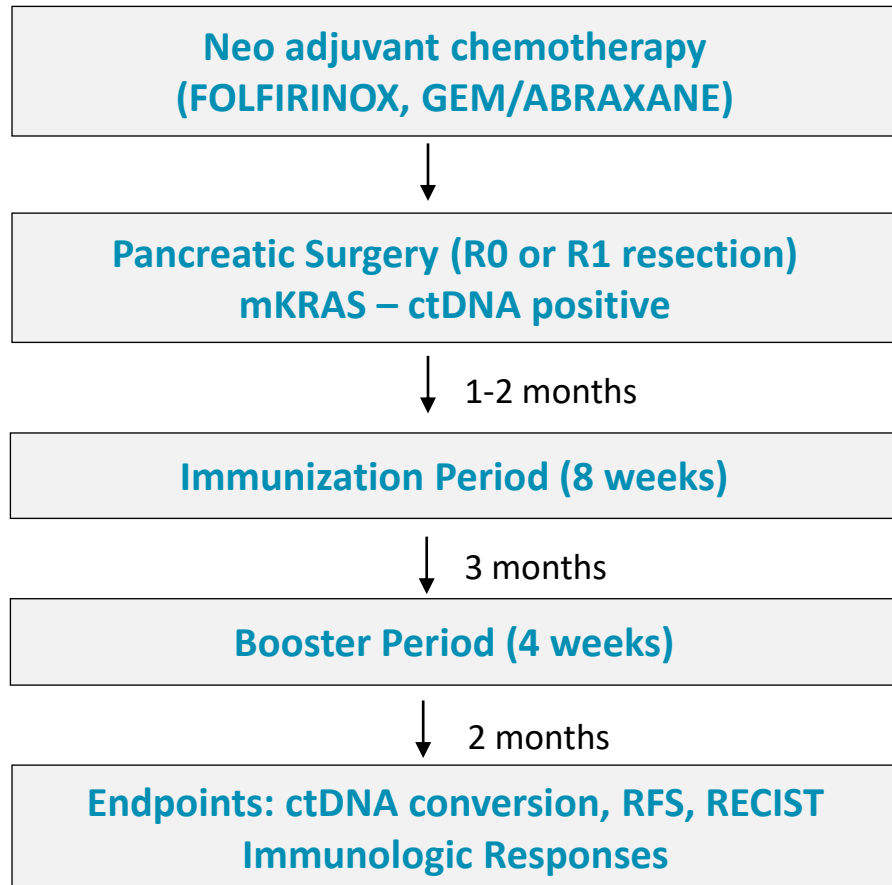 Neo adjuvant chemotherapy
(FOLFIRINOX, GEM/ABRAXANE)
Pancreatic Surgery (R0 or R1 resection)
mKRAS – ctDNA positive
1-2 months
Immunization Period (8 weeks)
3 months
Booster Period (4 weeks)
2 months
Endpoints: ctDNA conversion, RFS, RECIST
Immunologic Responses